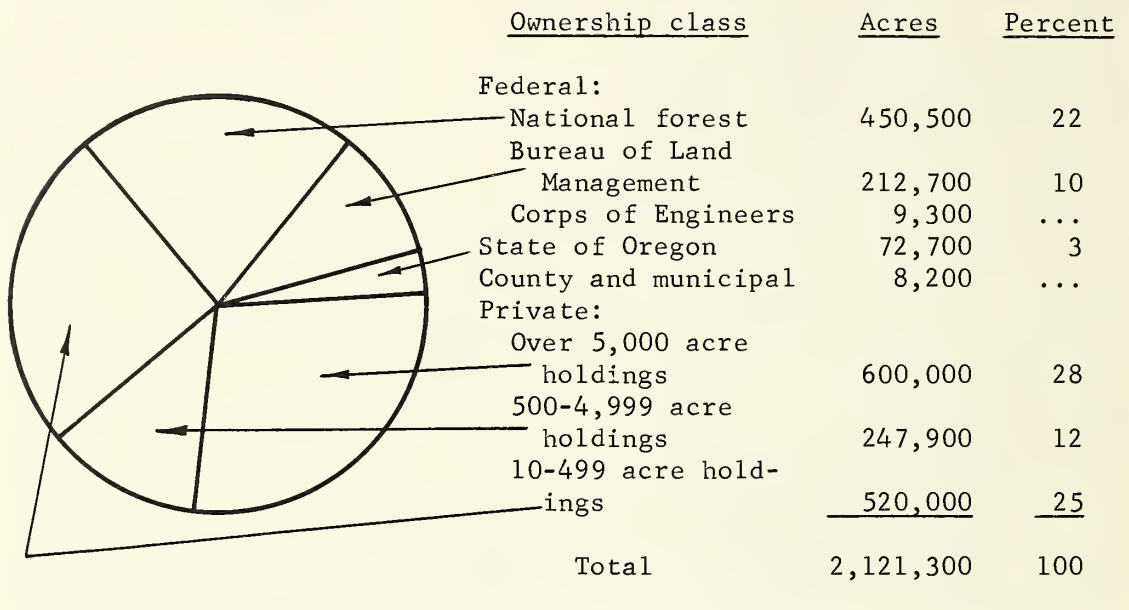 Ownership class Acres Percent
Federal:
National forest 450,500 22
Bureau of Land
Management 212,700 10
Corps of Engineers 9,300 ...
State of Oregon 72,700 3
County and municipal 8,200 ...
Private:
Over 5,000 acre
holdings 600,000 28
500-4,999 acre
holdings 247,900 12
10-499 acre hold-
ings 520,000 25
Total 2,121,300 100